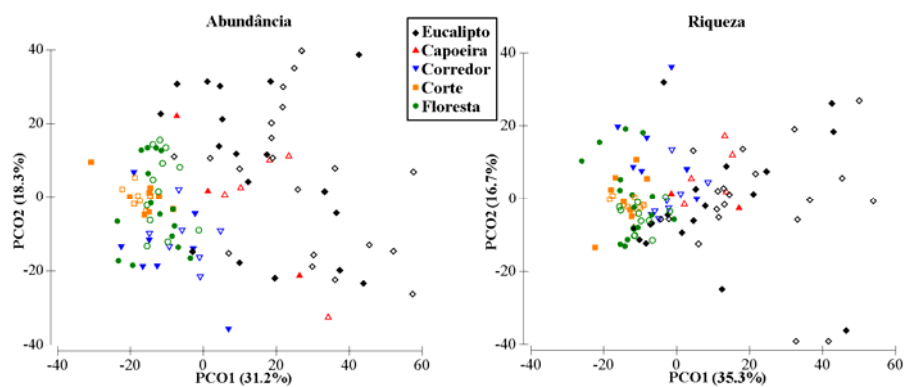 Abundância
Riqueza
Eucalipto
Capoeira
Corredor
Corte
Floresta
PCO2 (18.3%)
40
20
0
-20
-40
-40
-20
0
20
40
60
PCO1 (31.2%)
PCO2 (16.7%)
40
20
0
-20
-40
-40
-20
0
20
40
60
PCO1 (35.3%)